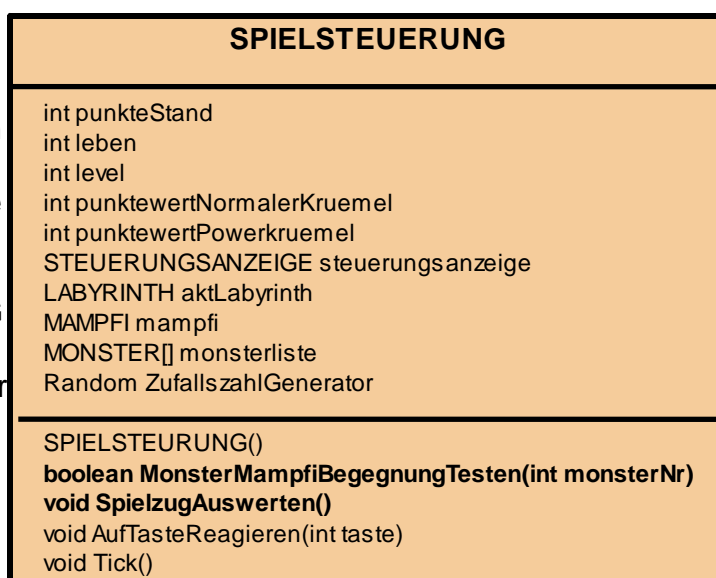 SPIELSTEUERUNG
int punkteStand
int leben
int level
int punktewertNormalerKruemel
int punktewertPowerkruemel
STEUERUNGSANZEIGE steuerungsanzeige
LABYRINTH aktLabyrinth
MAMPFI mampfi
MONSTER[] monsterliste
Random ZufallszahlGenerator
SPIELSTEURUNG()
boolean MonsterMampfiBegegnungTesten(int monsterNr)
void SpielzugAuswerten()
void AufTasteReagieren(int taste)
void Tick()